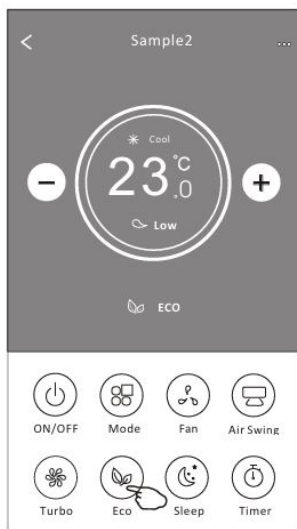 Sample2
...
Cool
23.0°C
Low
ECO
ON/OFF Mode Fan Air Swing
Turbo Eco Sleep Timer